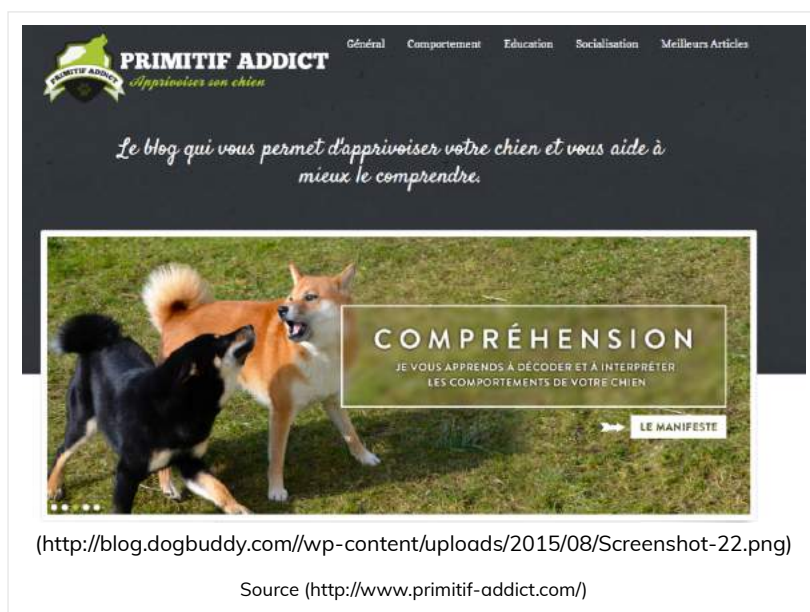 PRIMITIF ADDICT
PRIMITIF ADDICT
Apprivoiser son chien
Général Comportement Education Socialisation Meilleurs Articles
Le blog qui vous permet d'apprivoiser votre chien et vous aide à
mieux le comprendre.
COMPRÉHENSION
JE VOUS APPRENDS À DÉCODER ET À INTERPRÉTER
LES COMPORTEMENTS DE VOTRE CHIEN
LE MANIFESTE
(http://blog.dogbuddy.com//wp-content/uploads/2015/08/Screenshot-22.png)
Source (http://www.primitif-addict.com/)